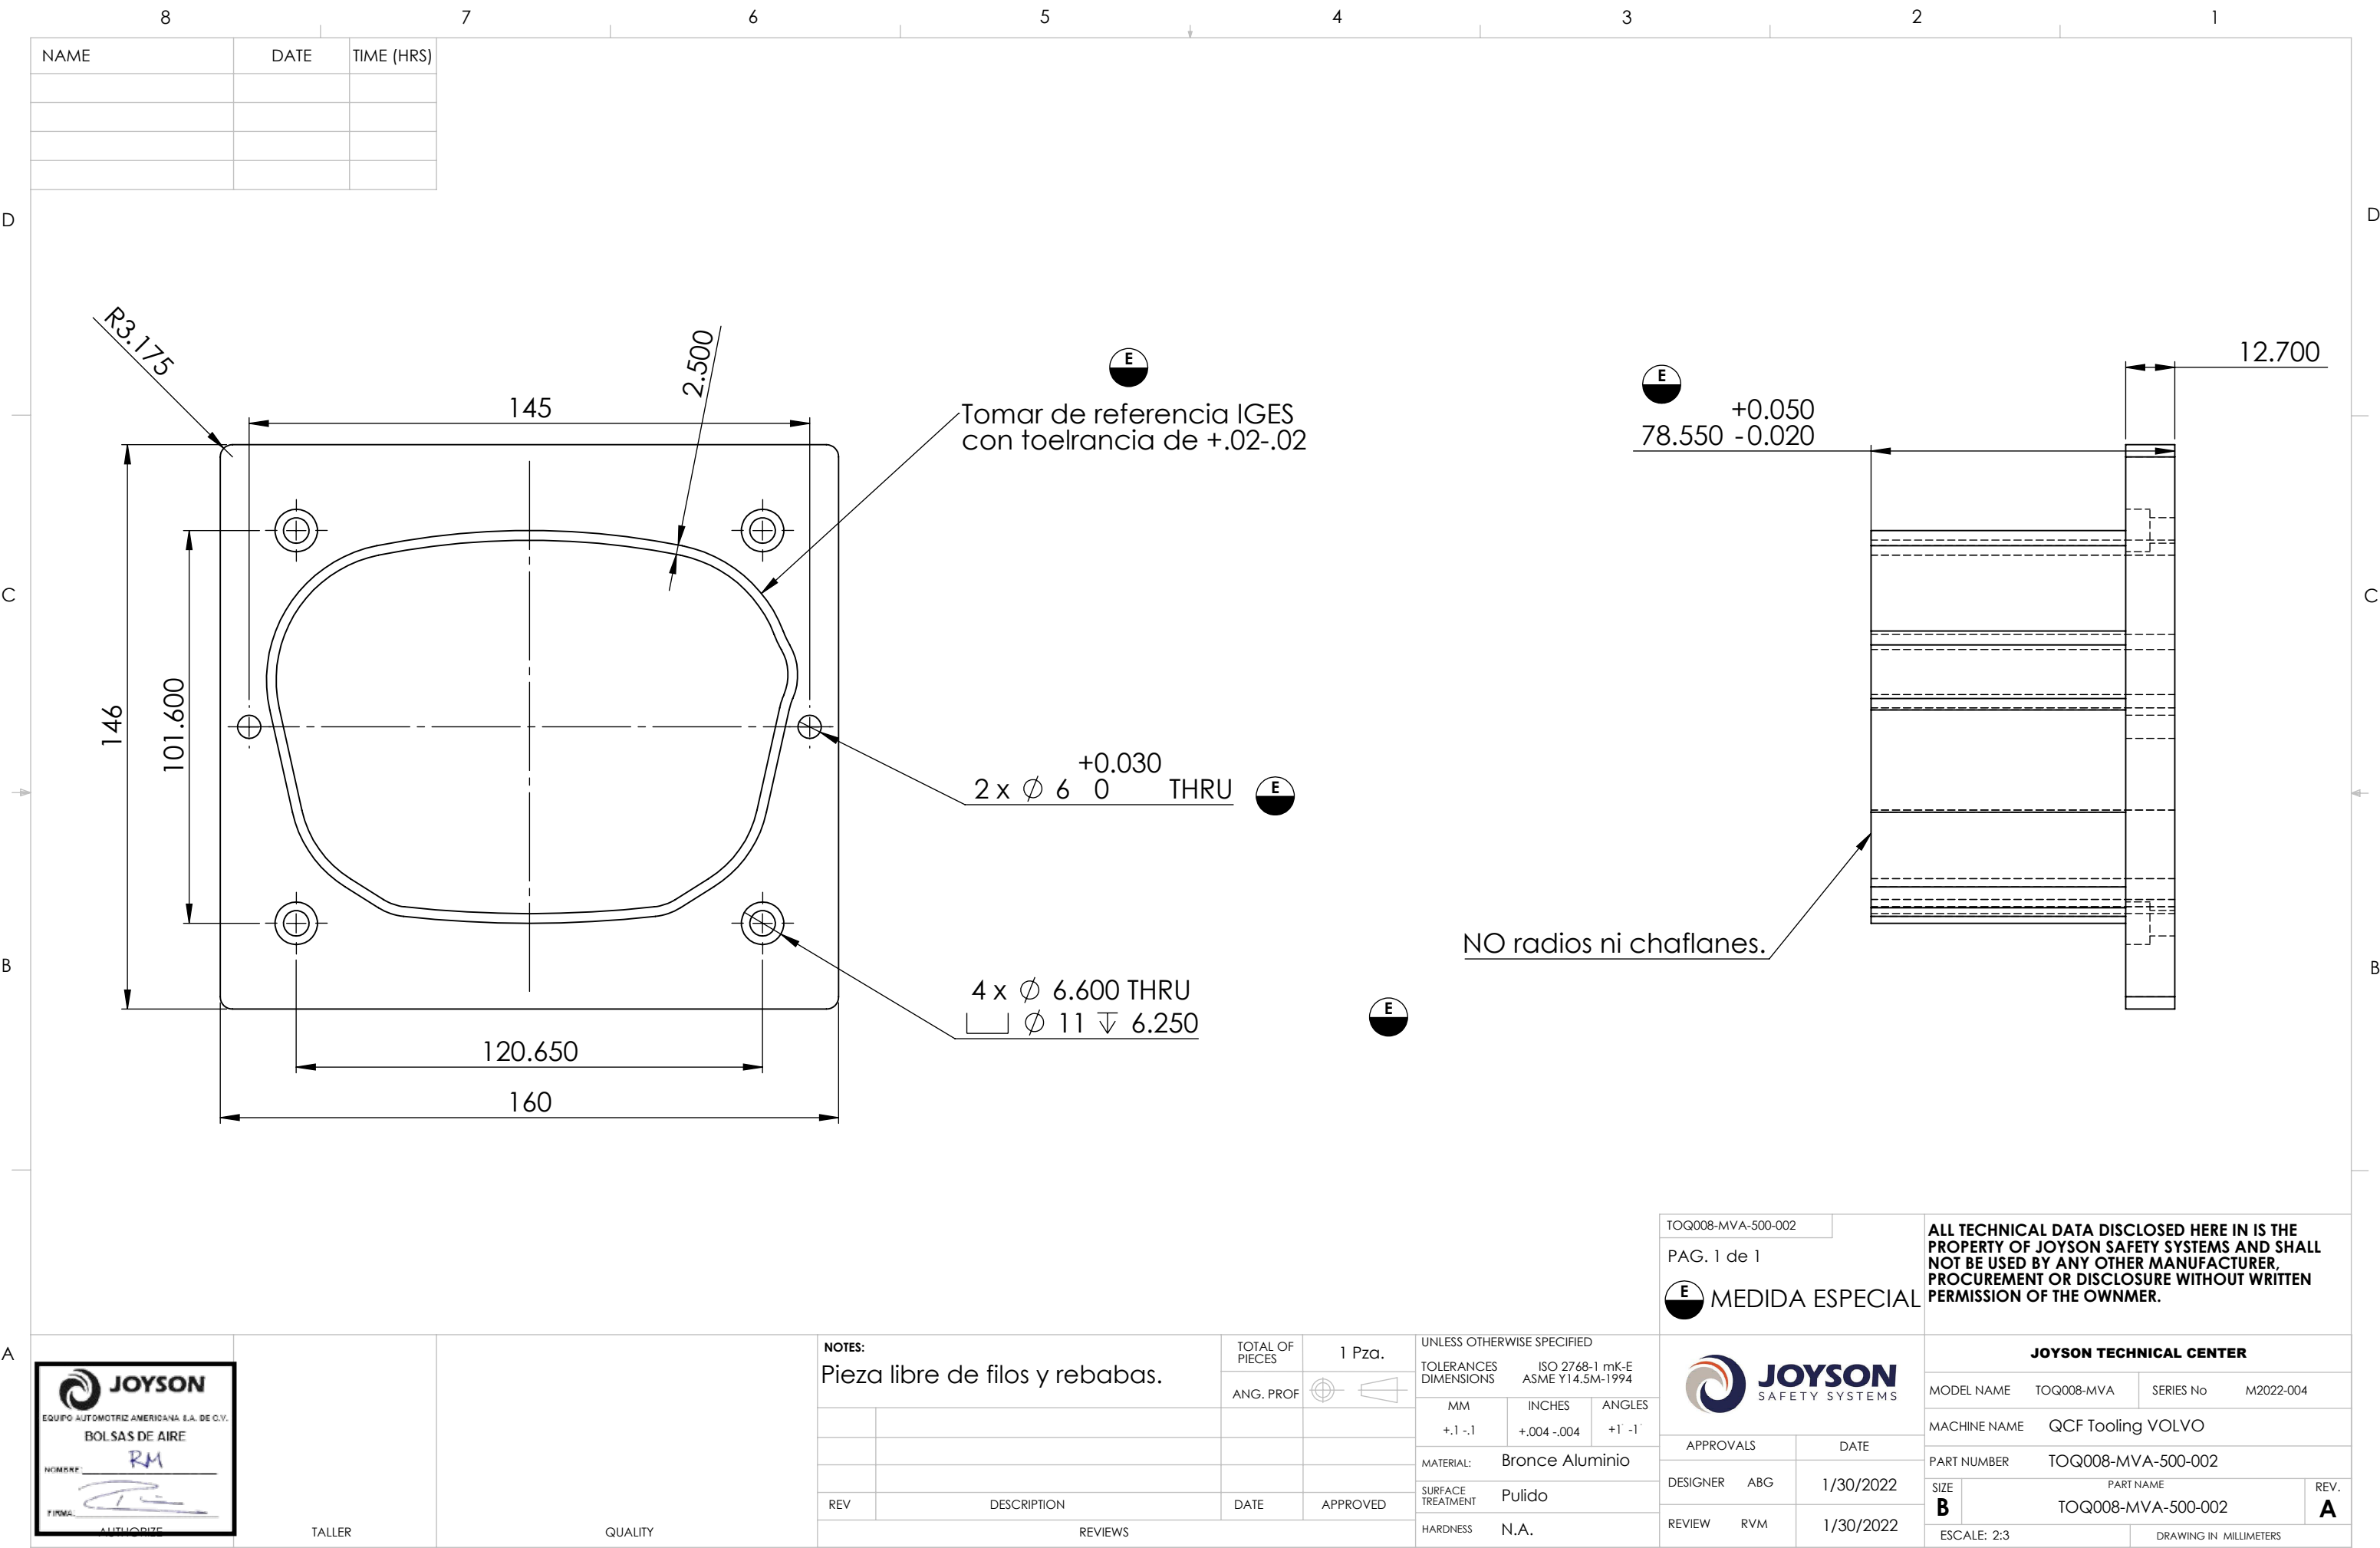 8 7 6 5 4 3 2 1
NAME DATE TIME (HRS)
D D
R3.175
2.500
145
E
Tomar de referencia IGES
con toelrancia de +.02-.02
E
+0.050
78.550 -0.020
12.700
C C
146
101.600
+0.030
2 x ∅ 6 0 THRU E
NO radios ni chaflanes.
B B
4 x ∅ 6.600 THRU
⌴ ∅ 11 ↧ 6.250
E
120.650
160
TOQ008-MVA-500-002
PAG. 1 de 1
E MEDIDA ESPECIAL
ALL TECHNICAL DATA DISCLOSED HERE IN IS THE
PROPERTY OF JOYSON SAFETY SYSTEMS AND SHALL
NOT BE USED BY ANY OTHER MANUFACTURER,
PROCUREMENT OR DISCLOSURE WITHOUT WRITTEN
PERMISSION OF THE OWNMER.
A
JOYSON
EQUIPO AUTOMOTRIZ AMERICANA S.A. DE C.V.
BOLSAS DE AIRE
NOMBRE: RM
FIRMA:
AUTHORIZE
TALLER
QUALITY
NOTES:
Pieza libre de filos y rebabas.
TOTAL OF
PIECES
1 Pza.
ANG. PROF
REV DESCRIPTION DATE APPROVED
REVIEWS
UNLESS OTHERWISE SPECIFIED
TOLERANCES ISO 2768-1 mK-E
DIMENSIONS ASME Y14.5M-1994
MM INCHES ANGLES
+.1 -.1 +.004 -.004 +1° -1°
MATERIAL: Bronce Aluminio
SURFACE
TREATMENT
Pulido
HARDNESS N.A.
JOYSON
SAFETY SYSTEMS
APPROVALS DATE
DESIGNER ABG 1/30/2022
REVIEW RVM 1/30/2022
JOYSON TECHNICAL CENTER
MODEL NAME TOQ008-MVA SERIES No M2022-004
MACHINE NAME QCF Tooling VOLVO
PART NUMBER TOQ008-MVA-500-002
SIZE
B
PART NAME
TOQ008-MVA-500-002
REV.
A
ESCALE: 2:3 DRAWING IN MILLIMETERS